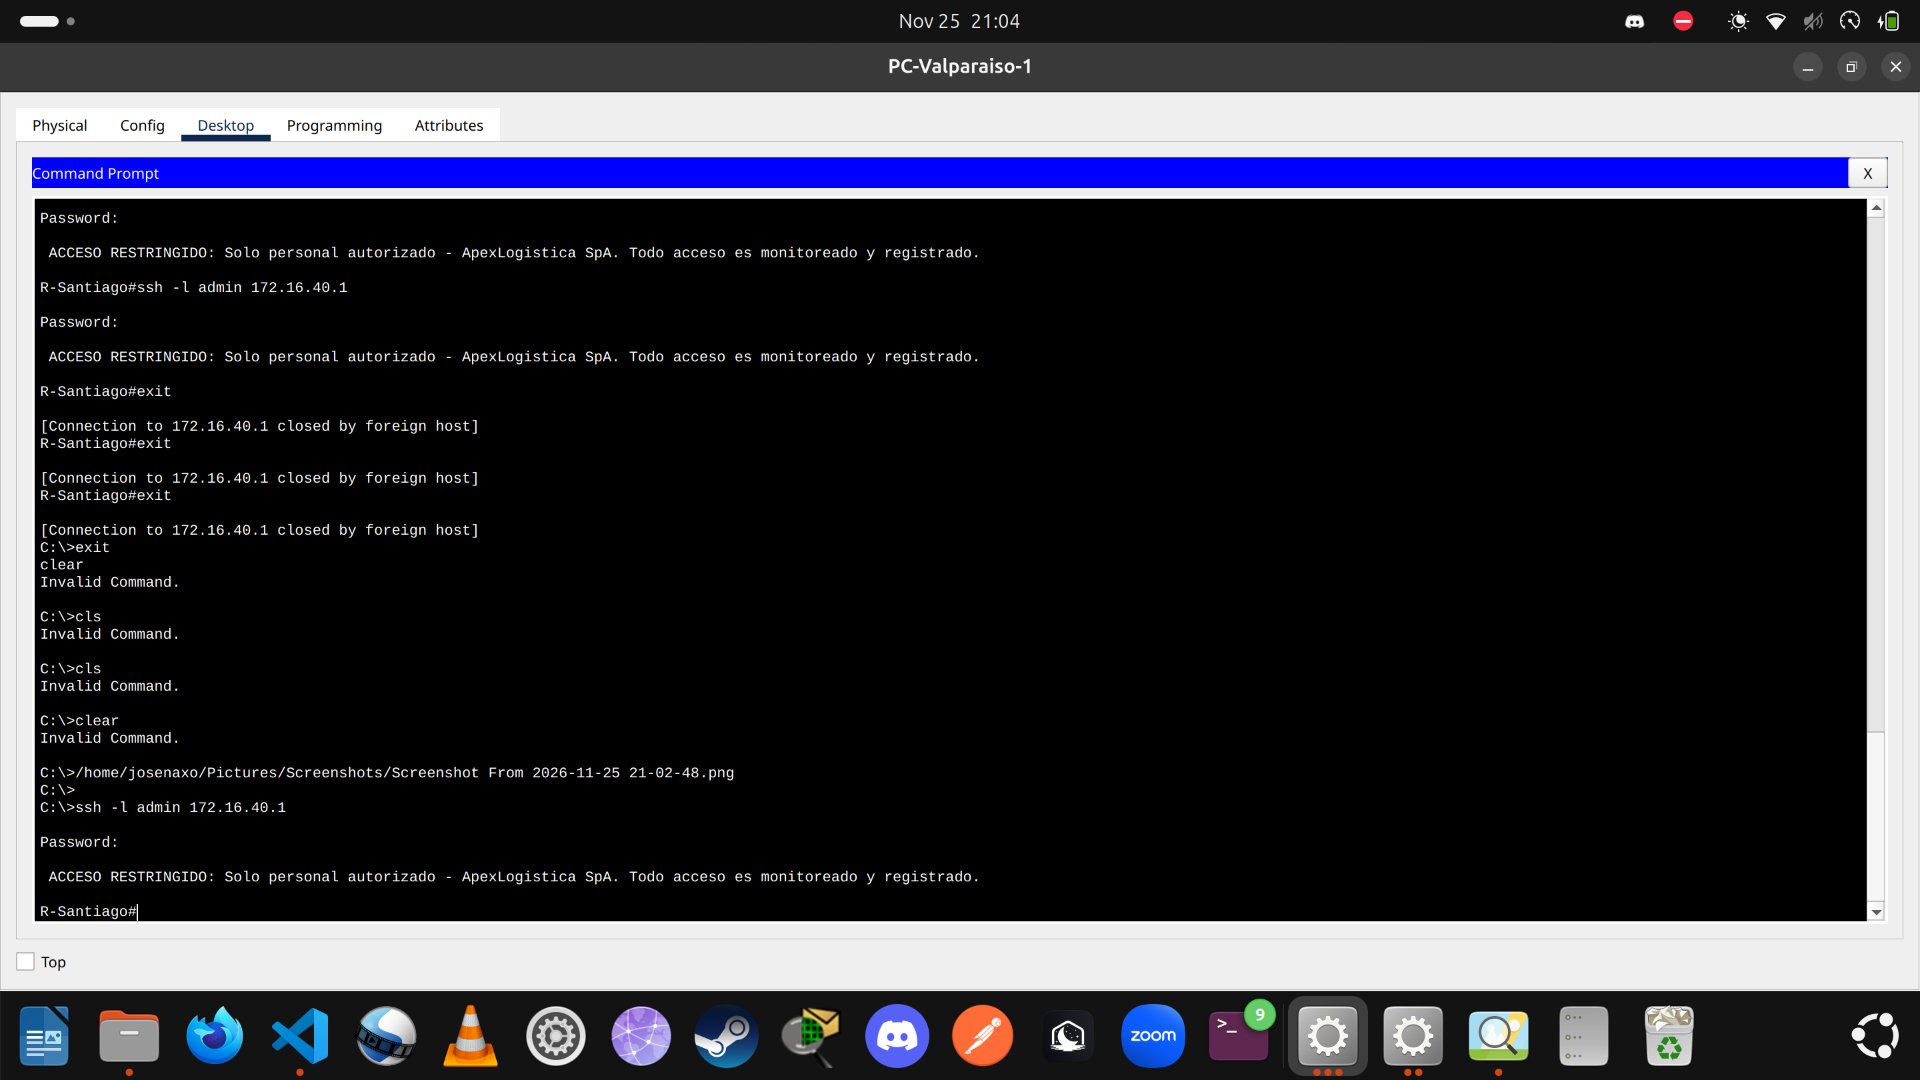 Nov 25 21:04
PC-Valparaiso-1
Physical Config Desktop Programming Attributes
Command Prompt X
Password:
ACCESO RESTRINGIDO: Solo personal autorizado - ApexLogistica SpA. Todo acceso es monitoreado y registrado.
R-Santiago#ssh -l admin 172.16.40.1
Password:
ACCESO RESTRINGIDO: Solo personal autorizado - ApexLogistica SpA. Todo acceso es monitoreado y registrado.
R-Santiago#exit
[Connection to 172.16.40.1 closed by foreign host]
R-Santiago#exit
[Connection to 172.16.40.1 closed by foreign host]
R-Santiago#exit
[Connection to 172.16.40.1 closed by foreign host]
C:\>exit
clear
Invalid Command.
C:\>cls
Invalid Command.
C:\>cls
Invalid Command.
C:\>clear
Invalid Command.
C:\>/home/josenaxo/Pictures/Screenshots/Screenshot From 2026-11-25 21-02-48.png
C:\>
C:\>ssh -l admin 172.16.40.1
Password:
ACCESO RESTRINGIDO: Solo personal autorizado - ApexLogistica SpA. Todo acceso es monitoreado y registrado.
R-Santiago#
Top
zoom
>_ 9